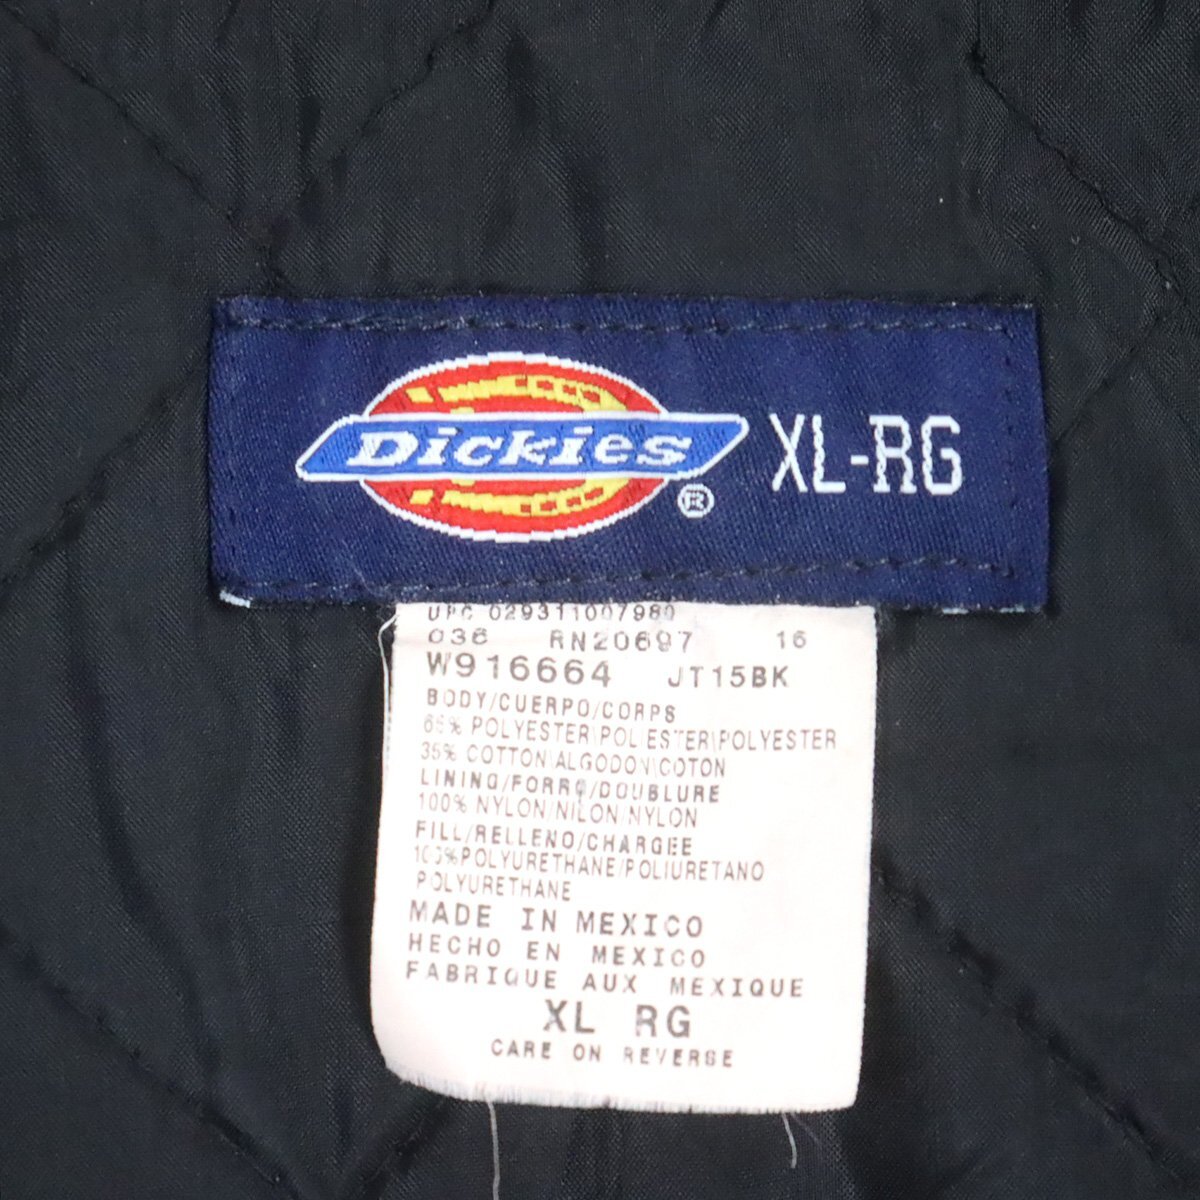 Dickies ® XL-RG
UPC 029311007980
036 RN20697 16
W916664 JT15BK
BODY/CUERPO/CORPS
65% POLYESTER\POLIESTER\POLYESTER
35% COTTON\ALGODON\COTON
LINING/FORRO/DOUBLURE
100% NYLON/NILON/NYLON
FILL/RELLENO/CHARGEE
100%POLYURETHANE/POLIURETANO
POLYURETHANE
MADE IN MEXICO
HECHO EN MEXICO
FABRIQUE AUX MEXIQUE
XL RG
CARE ON REVERSE